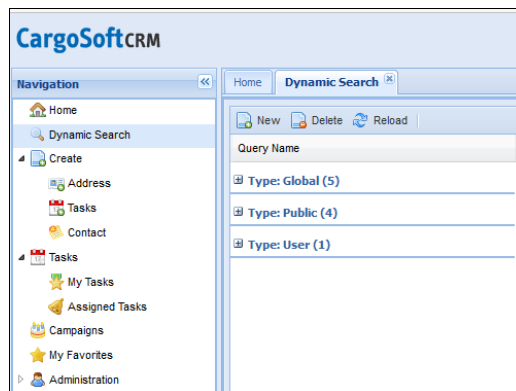 CargoSoftCRM
Navigation
Home
Dynamic Search
Create
Address
Tasks
Contact
Tasks
My Tasks
Assigned Tasks
Campaigns
My Favorites
Administration
Home Dynamic Search
New Delete Reload
Query Name
Type: Global (5)
Type: Public (4)
Type: User (1)